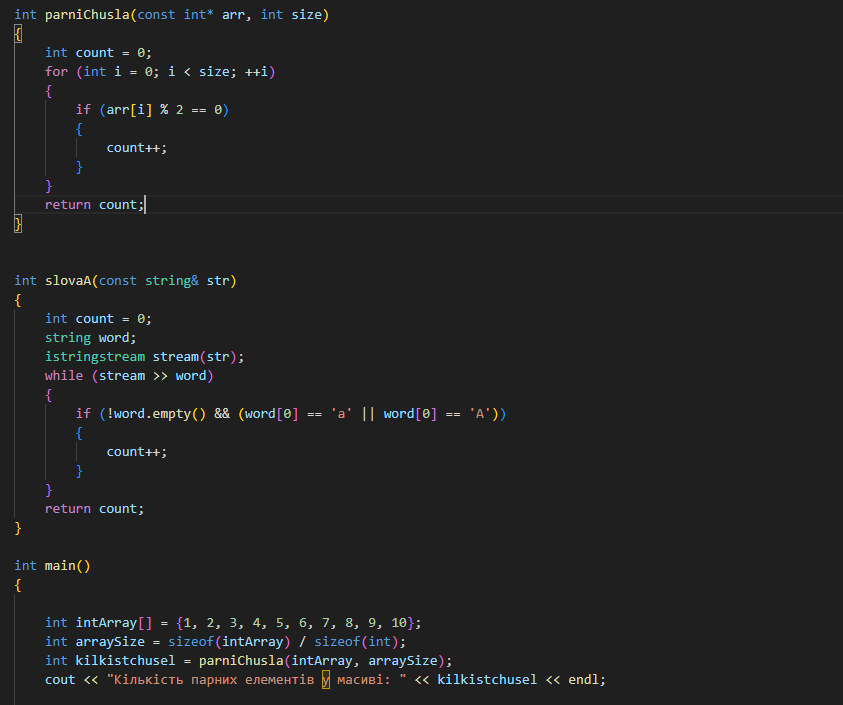 int parniChusla(const int* arr, int size)
{
    int count = 0;
    for (int i = 0; i < size; ++i)
    {
        if (arr[i] % 2 == 0)
        {
            count++;
        }
    }
    return count;
}
int slovaA(const string& str)
{
    int count = 0;
    string word;
    istringstream stream(str);
    while (stream >> word)
    {
        if (!word.empty() && (word[0] == 'a' || word[0] == 'A'))
        {
            count++;
        }
    }
    return count;
}
int main()
{
    int intArray[] = {1, 2, 3, 4, 5, 6, 7, 8, 9, 10};
    int arraySize = sizeof(intArray) / sizeof(int);
    int kilkistchusel = parniChusla(intArray, arraySize);
    cout << "Кількість парних елементів у масиві: " << kilkistchusel << endl;